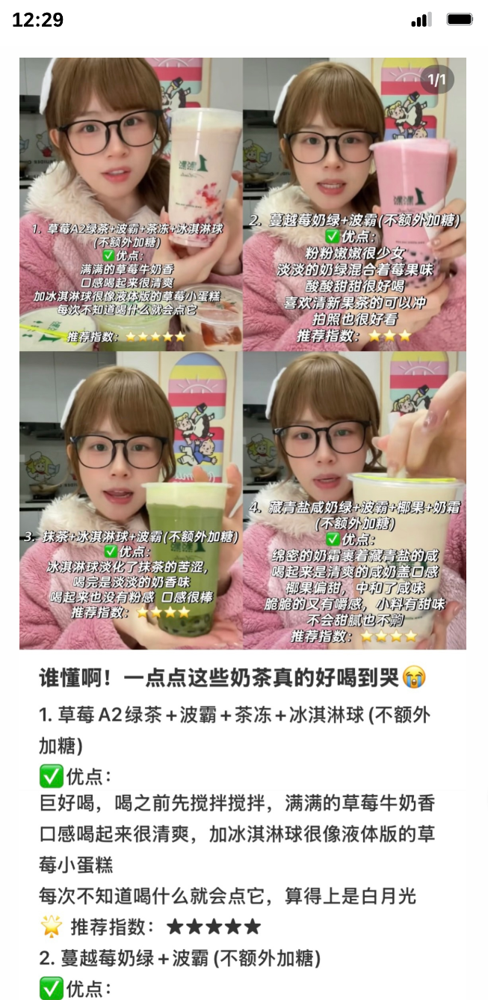 12:29
1/1
1. 草莓A2绿茶+波霸+茶冻+冰淇淋球
(不额外加糖)
✅优点：
满满的草莓牛奶香
口感喝起来很清爽
加冰淇淋球很像液体版的草莓小蛋糕
每次不知道喝什么就会点它
推荐指数：⭐⭐⭐⭐⭐
2. 蔓越莓奶绿+波霸(不额外加糖)
✅优点：
粉粉嫩嫩很少女
淡淡的奶绿混合着莓果味
酸酸甜甜很好喝
喜欢清新果茶的可以冲
拍照也很好看
推荐指数：⭐⭐⭐
3. 抹茶+冰淇淋球+波霸(不额外加糖)
✅优点：
冰淇淋球淡化了抹茶的苦涩，
喝完是淡淡的奶香味
喝起来也没有粉感 口感很棒
推荐指数：⭐⭐⭐⭐
4. 藏青盐咸奶绿+波霸+椰果+奶霜
(不额外加糖)
✅优点：
绵密的奶霜裹着藏青盐的咸
喝起来是清爽的咸奶盖口感
椰果偏甜，中和了咸味
脆脆的又有嚼感，小料有甜味
不会甜腻也不齁
推荐指数：⭐⭐⭐⭐
谁懂啊！一点点这些奶茶真的好喝到哭😭
1. 草莓A2绿茶+波霸+茶冻+冰淇淋球(不额外
加糖)
✅优点：
巨好喝，喝之前先搅拌搅拌，满满的草莓牛奶香
口感喝起来很清爽，加冰淇淋球很像液体版的草
莓小蛋糕
每次不知道喝什么就会点它，算得上是白月光
🌟 推荐指数：★★★★★
2. 蔓越莓奶绿+波霸(不额外加糖)
✅优点：